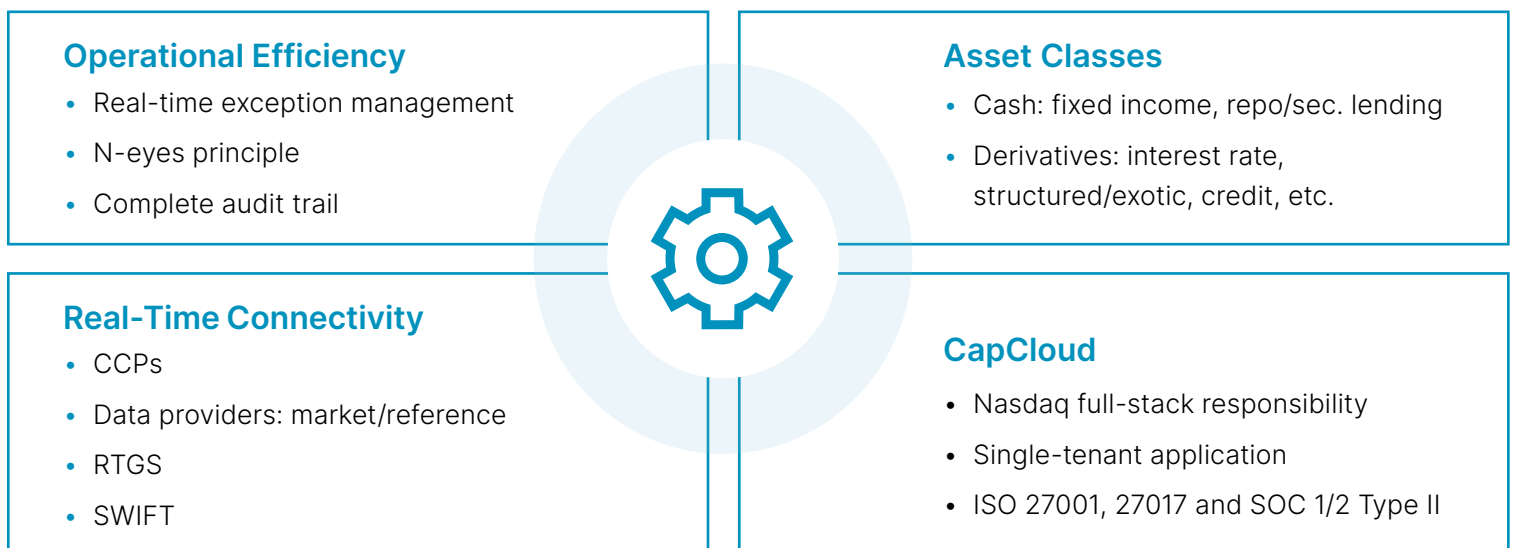 Operational Efficiency
• Real-time exception management
• N-eyes principle
• Complete audit trail
Asset Classes
• Cash: fixed income, repo/sec. lending
• Derivatives: interest rate,
structured/exotic, credit, etc.
Real-Time Connectivity
• CCPs
• Data providers: market/reference
• RTGS
• SWIFT
CapCloud
• Nasdaq full-stack responsibility
• Single-tenant application
• ISO 27001, 27017 and SOC 1/2 Type II